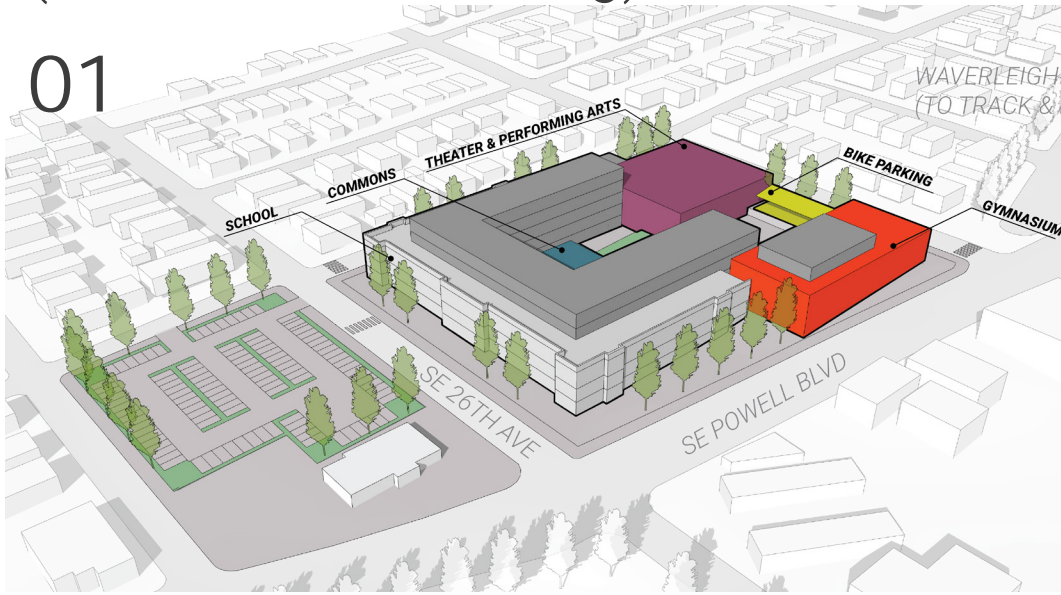 01
WAVERLEIGH
(TO TRACK &
THEATER & PERFORMING ARTS
COMMONS
BIKE PARKING
SCHOOL
GYMNASIUM
SE 26TH AVE
SE POWELL BLVD